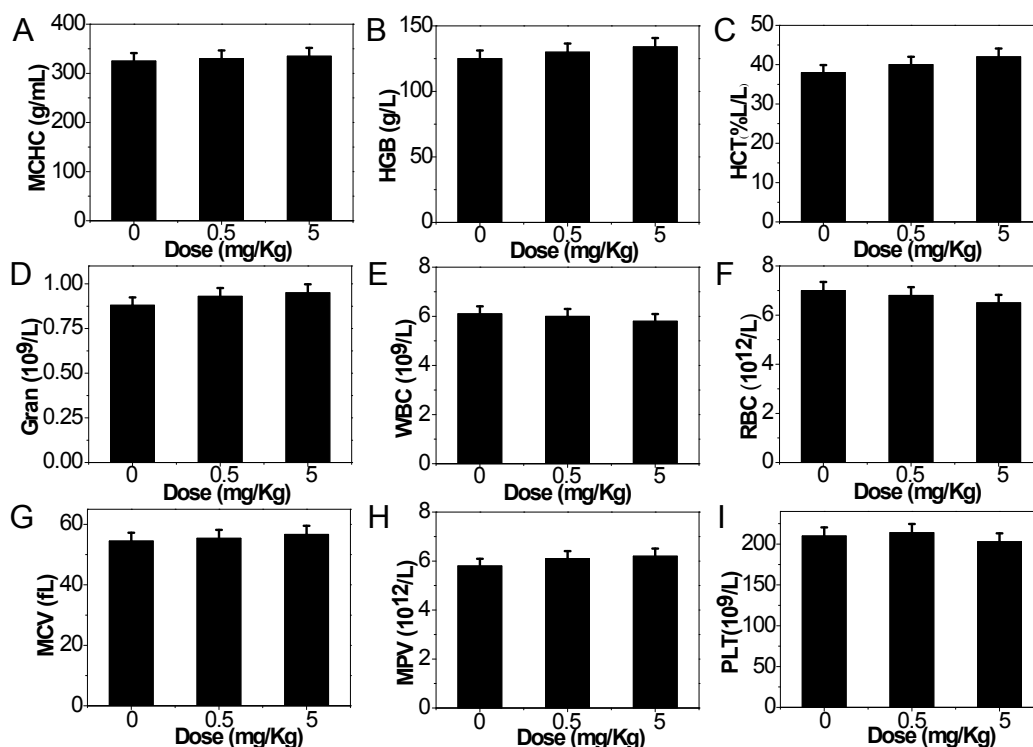 A
MCHC (g/mL)
400
300
200
100
0
0 0.5 5
Dose (mg/Kg)
B
HGB (g/L)
150
100
50
0
0 0.5 5
Dose (mg/Kg)
C
HCT(%L/L)
50
40
30
20
10
0
0 0.5 5
Dose (mg/Kg)
D
Gran (10⁹/L)
1.00
0.75
0.50
0.25
0.00
0 0.5 5
Dose (mg/Kg)
E
WBC (10⁹/L)
8
6
4
2
0
0 0.5 5
Dose (mg/Kg)
F
RBC (10¹²/L)
8
6
4
2
0
0 0.5 5
Dose (mg/Kg)
G
MCV (fL)
60
40
20
0
0 0.5 5
Dose (mg/Kg)
H
MPV (10¹²/L)
8
6
4
2
0
0 0.5 5
Dose (mg/Kg)
I
PLT(10⁹/L)
250
200
150
100
50
0
0 0.5 5
Dose (mg/Kg)